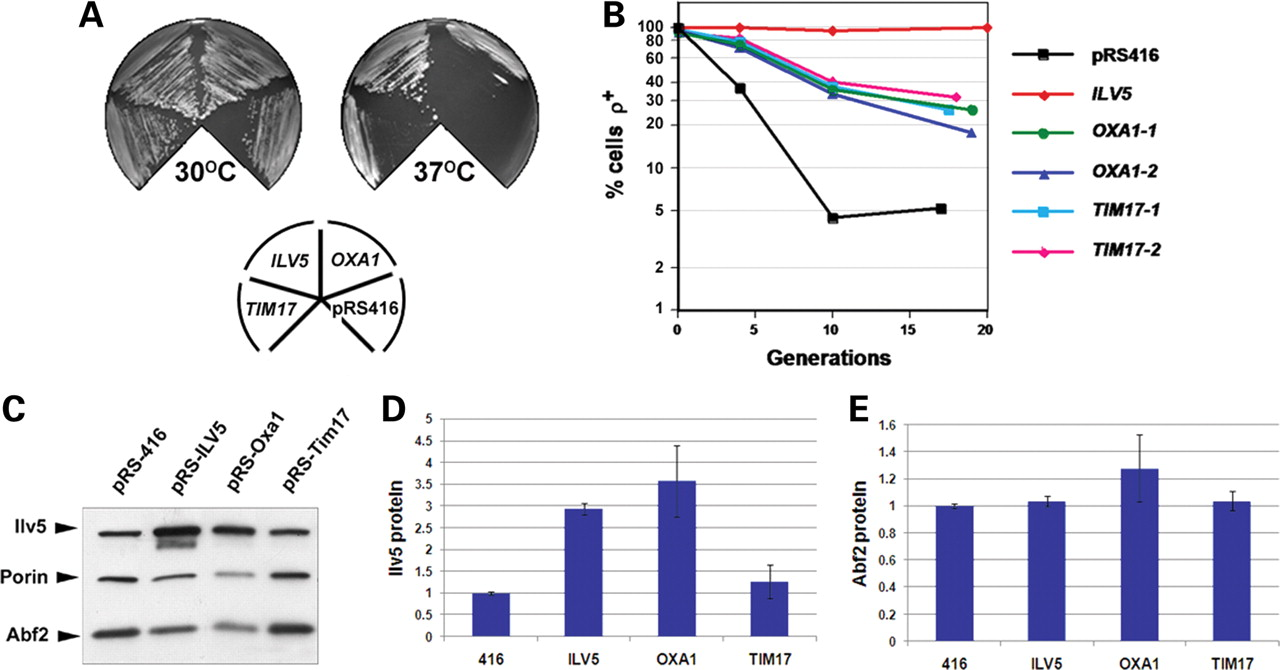 A
30°C
37°C
ILV5
OXA1
TIM17
pRS416
B
100
80
60
40
30
20
10
5
2
1
% cells ρ+
0
5
10
15
20
Generations
pRS416
ILV5
OXA1-1
OXA1-2
TIM17-1
TIM17-2
C
pRS-416
pRS-ILV5
pRS-Oxa1
pRS-Tim17
Ilv5
Porin
Abf2
D
5
4.5
4
3.5
3
2.5
2
1.5
1
0.5
0
Ilv5 protein
416
ILV5
OXA1
TIM17
E
1.6
1.4
1.2
1
0.8
0.6
0.4
0.2
0
Abf2 protein
416
ILV5
OXA1
TIM17